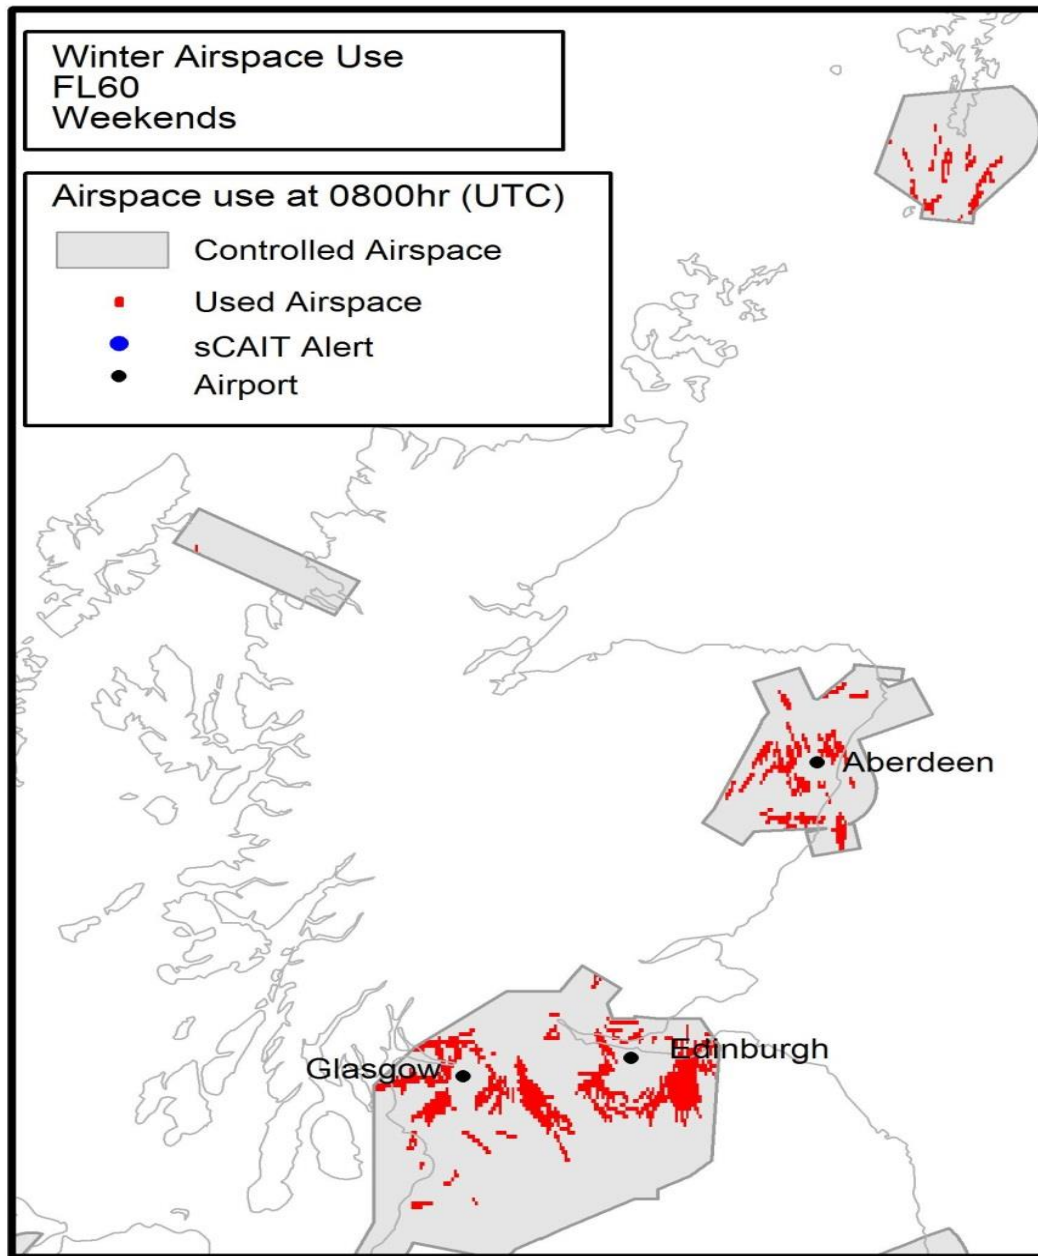 Winter Airspace Use
FL60
Weekends
Airspace use at 0800hr (UTC)
Controlled Airspace
Used Airspace
sCAIT Alert
Airport
Aberdeen
Edinburgh
Glasgow